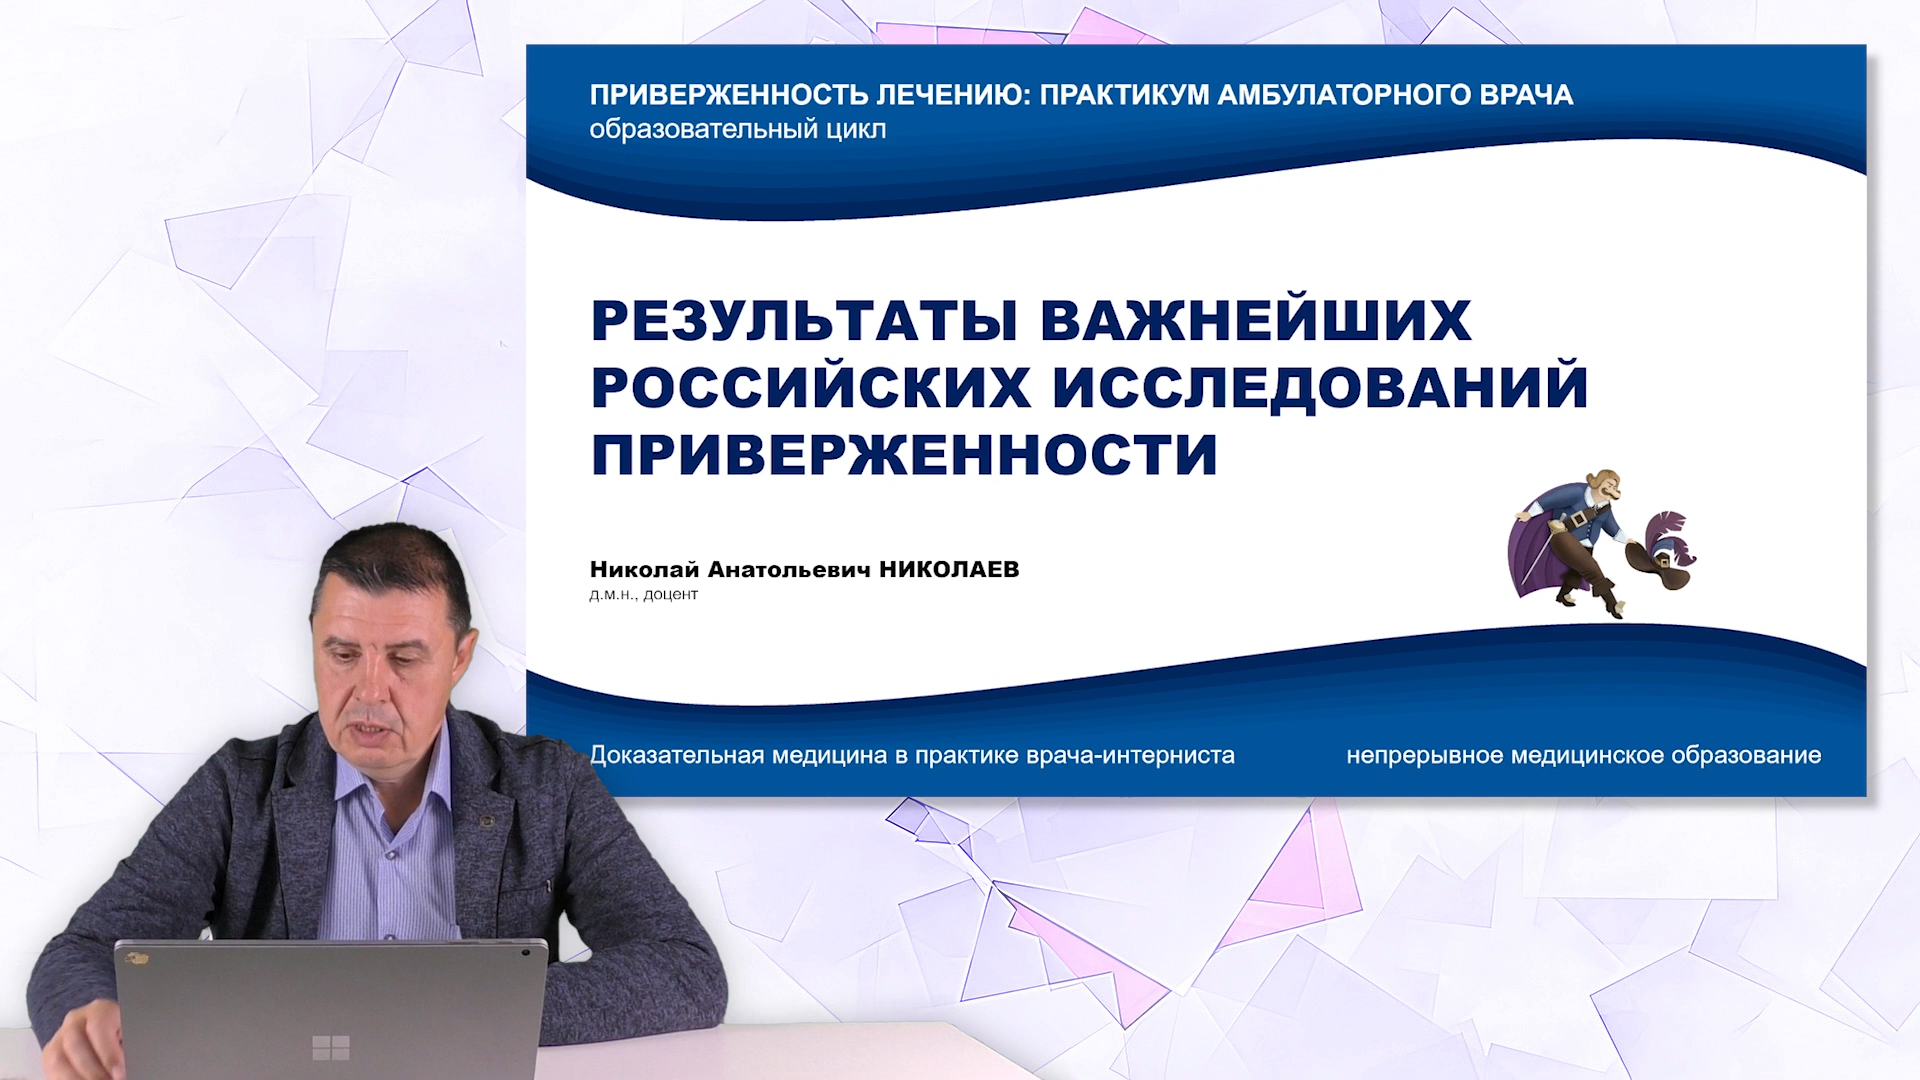 ПРИВЕРЖЕННОСТЬ ЛЕЧЕНИЮ: ПРАКТИКУМ АМБУЛАТОРНОГО ВРАЧА
образовательный цикл
РЕЗУЛЬТАТЫ ВАЖНЕЙШИХ
РОССИЙСКИХ ИССЛЕДОВАНИЙ
ПРИВЕРЖЕННОСТИ
Николай Анатольевич НИКОЛАЕВ
д.м.н., доцент
Доказательная медицина в практике врача-интерниста
непрерывное медицинское образование